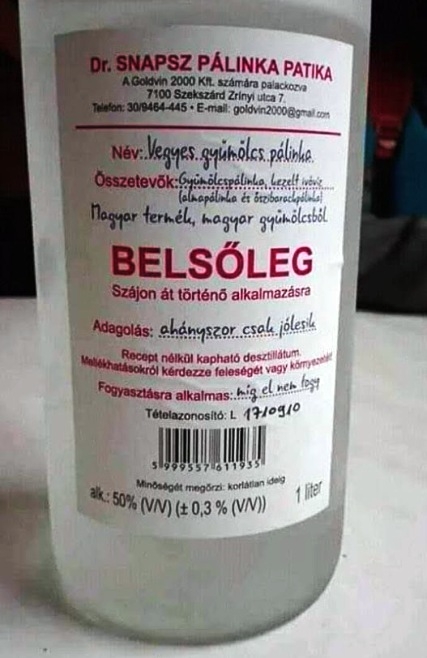 Dr. SNAPSZ PÁLINKA PATIKA
A Goldvin 2000 Kft. számára palackozva
7100 Szekszárd Zrínyi utca 7.
Telefon: 30/9464-445 • E-mail: goldvin2000@gmail.com
Név: Vegyes gyümölcs pálinka
Összetevők: Gyümölcspálinka, kezelt ivóvíz
(almapálinka és őszibarackpálinka)
Magyar termék, magyar gyümölcsből
BELSŐLEG
Szájon át történő alkalmazásra
Adagolás: ahányszor csak jólesik
Recept nélkül kapható desztillátum.
Mellékhatásokról kérdezze feleségét vagy környezetét
Fogyasztásra alkalmas: míg el nem fogy
Tételazonosító: L 1710910
5 999557 611935
Minőségét megőrzi: korlátlan ideig
alk.: 50% (V/V) (± 0,3 % (V/V)) 1 liter